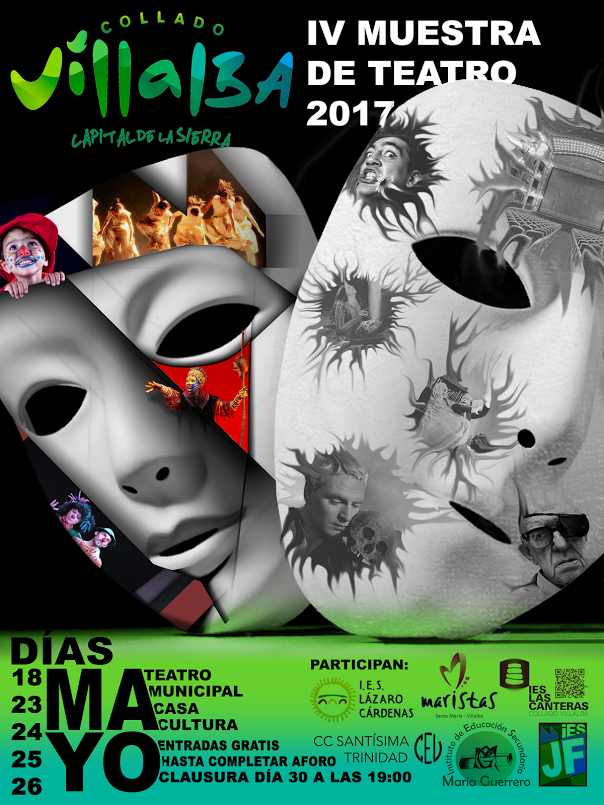 COLLADO
VillalBA
CAPITAL DE LA SIERRA
IV MUESTRA
DE TEATRO
2017
DÍAS
18
23
24
25
26
MA
YO
TEATRO
MUNICIPAL
CASA
CULTURA
ENTRADAS GRATIS
HASTA COMPLETAR AFORO
CLAUSURA DÍA 30 A LAS 19:00
PARTICIPAN:
I.E.S.
LÁZARO
CÁRDENAS
maristas
Santa María - Villalba
IES
LAS
CANTERAS
COLLADO VILLALBA
CC SANTÍSIMA
TRINIDAD
CEU
Instituto de Educación Secundaria
María Guerrero
IES
JF